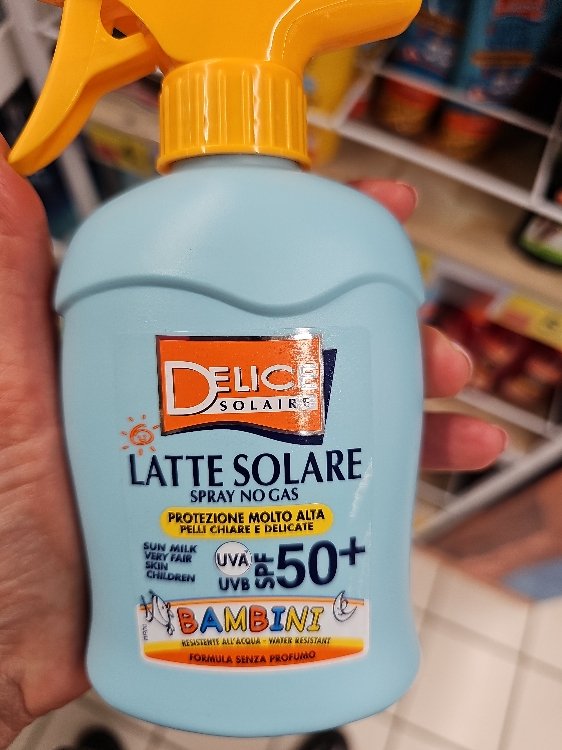 DELICE
SOLAIRE
LATTE SOLARE
SPRAY NO GAS
PROTEZIONE MOLTO ALTA
PELLI CHIARE E DELICATE
SUN MILK
VERY FAIR
SKIN
CHILDREN
UVA
UVB
SPF 50+
BAMBINI
RESISTENTE ALL'ACQUA - WATER RESISTANT
FORMULA SENZA PROFUMO